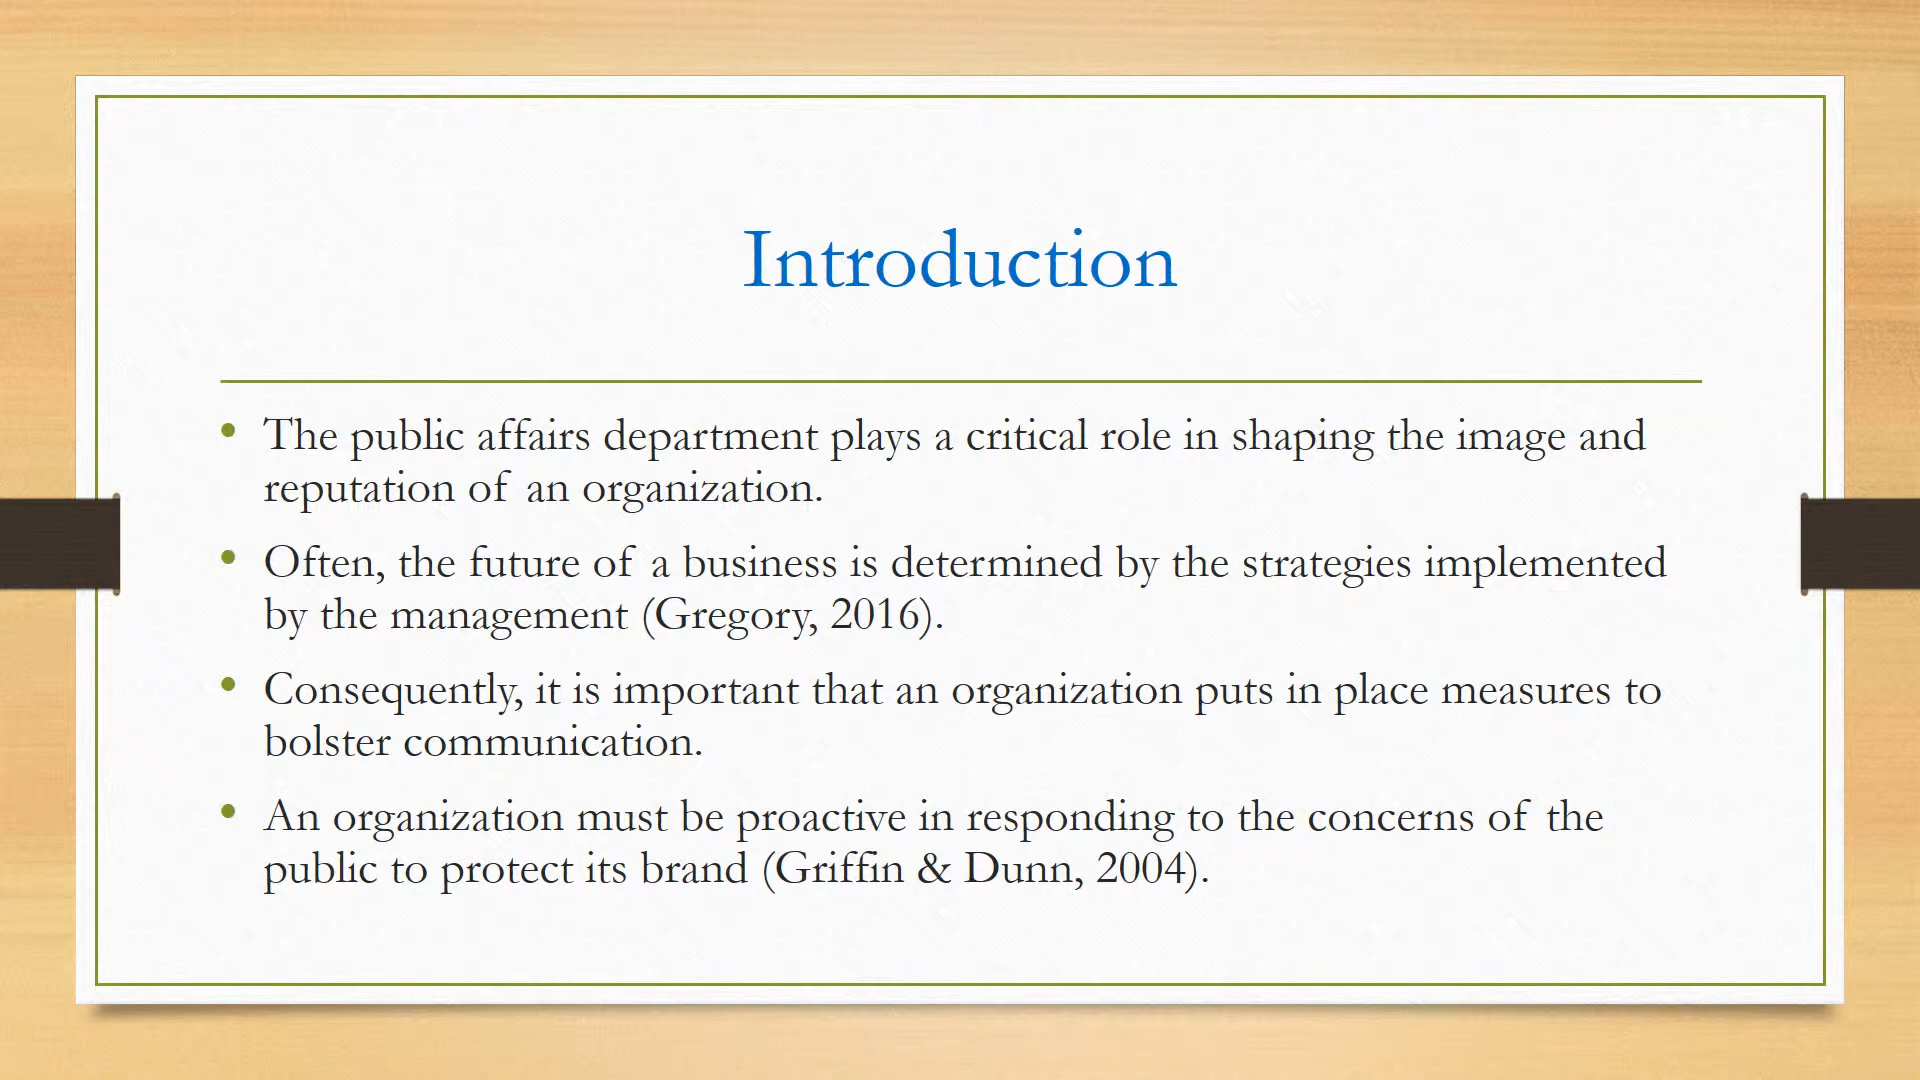 Introduction
• The public affairs department plays a critical role in shaping the image and
reputation of an organization.
• Often, the future of a business is determined by the strategies implemented
by the management (Gregory, 2016).
• Consequently, it is important that an organization puts in place measures to
bolster communication.
• An organization must be proactive in responding to the concerns of the
public to protect its brand (Griffin & Dunn, 2004).